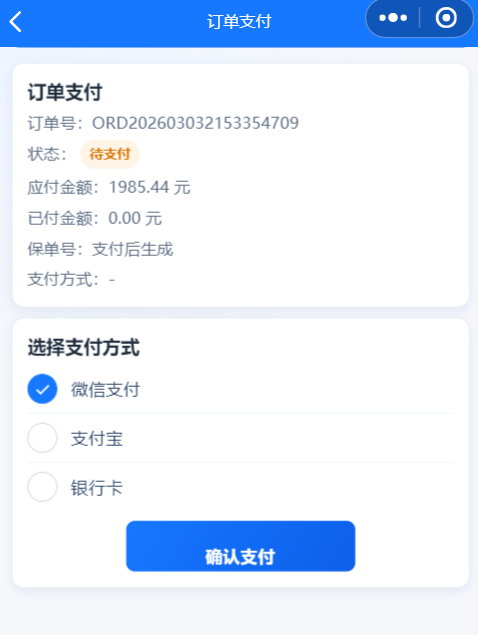 订单支付
订单支付
订单号：ORD202603032153354709
状态： 待支付
应付金额：1985.44 元
已付金额：0.00 元
保单号：支付后生成
支付方式：-
选择支付方式
微信支付
支付宝
银行卡
确认支付